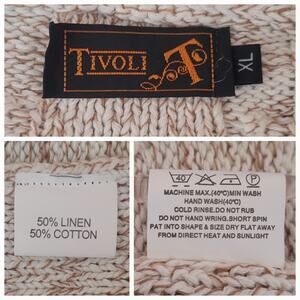 TIVOLI T
XL
50% LINEN
50% COTTON
40 P
MACHINE MAX.(40°C)MIN WASH
HAND WASH(40°C)
COLD RINSE.DO NOT RUB
DO NOT HAND WRING.SHORT SPIN
PAT INTO SHAPE & SIZE DRY FLAT AWAY
FROM DIRECT HEAT AND SUNLIGHT